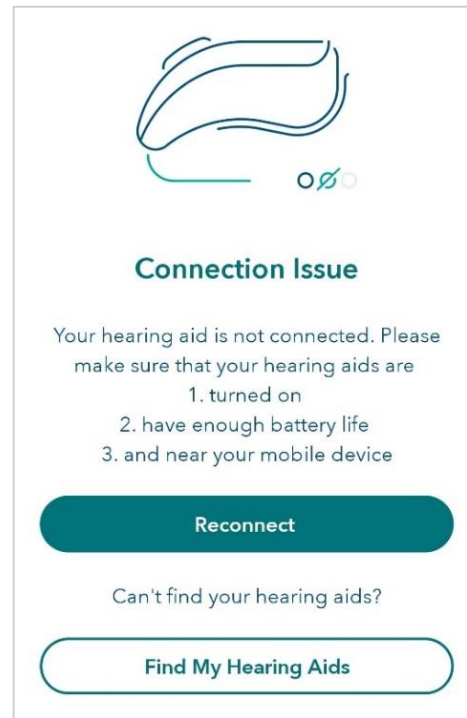 Connection Issue
Your hearing aid is not connected. Please
make sure that your hearing aids are
1. turned on
2. have enough battery life
3. and near your mobile device
Reconnect
Can't find your hearing aids?
Find My Hearing Aids